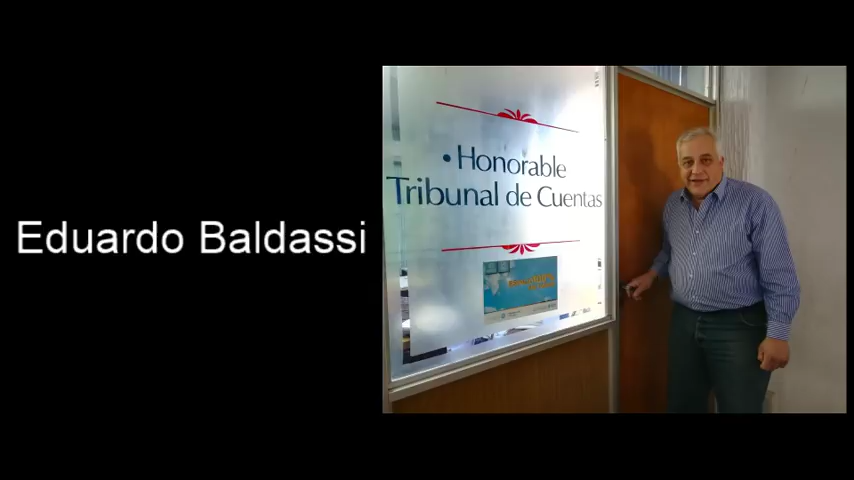 Eduardo Baldassi
• Honorable
Tribunal de Cuentas